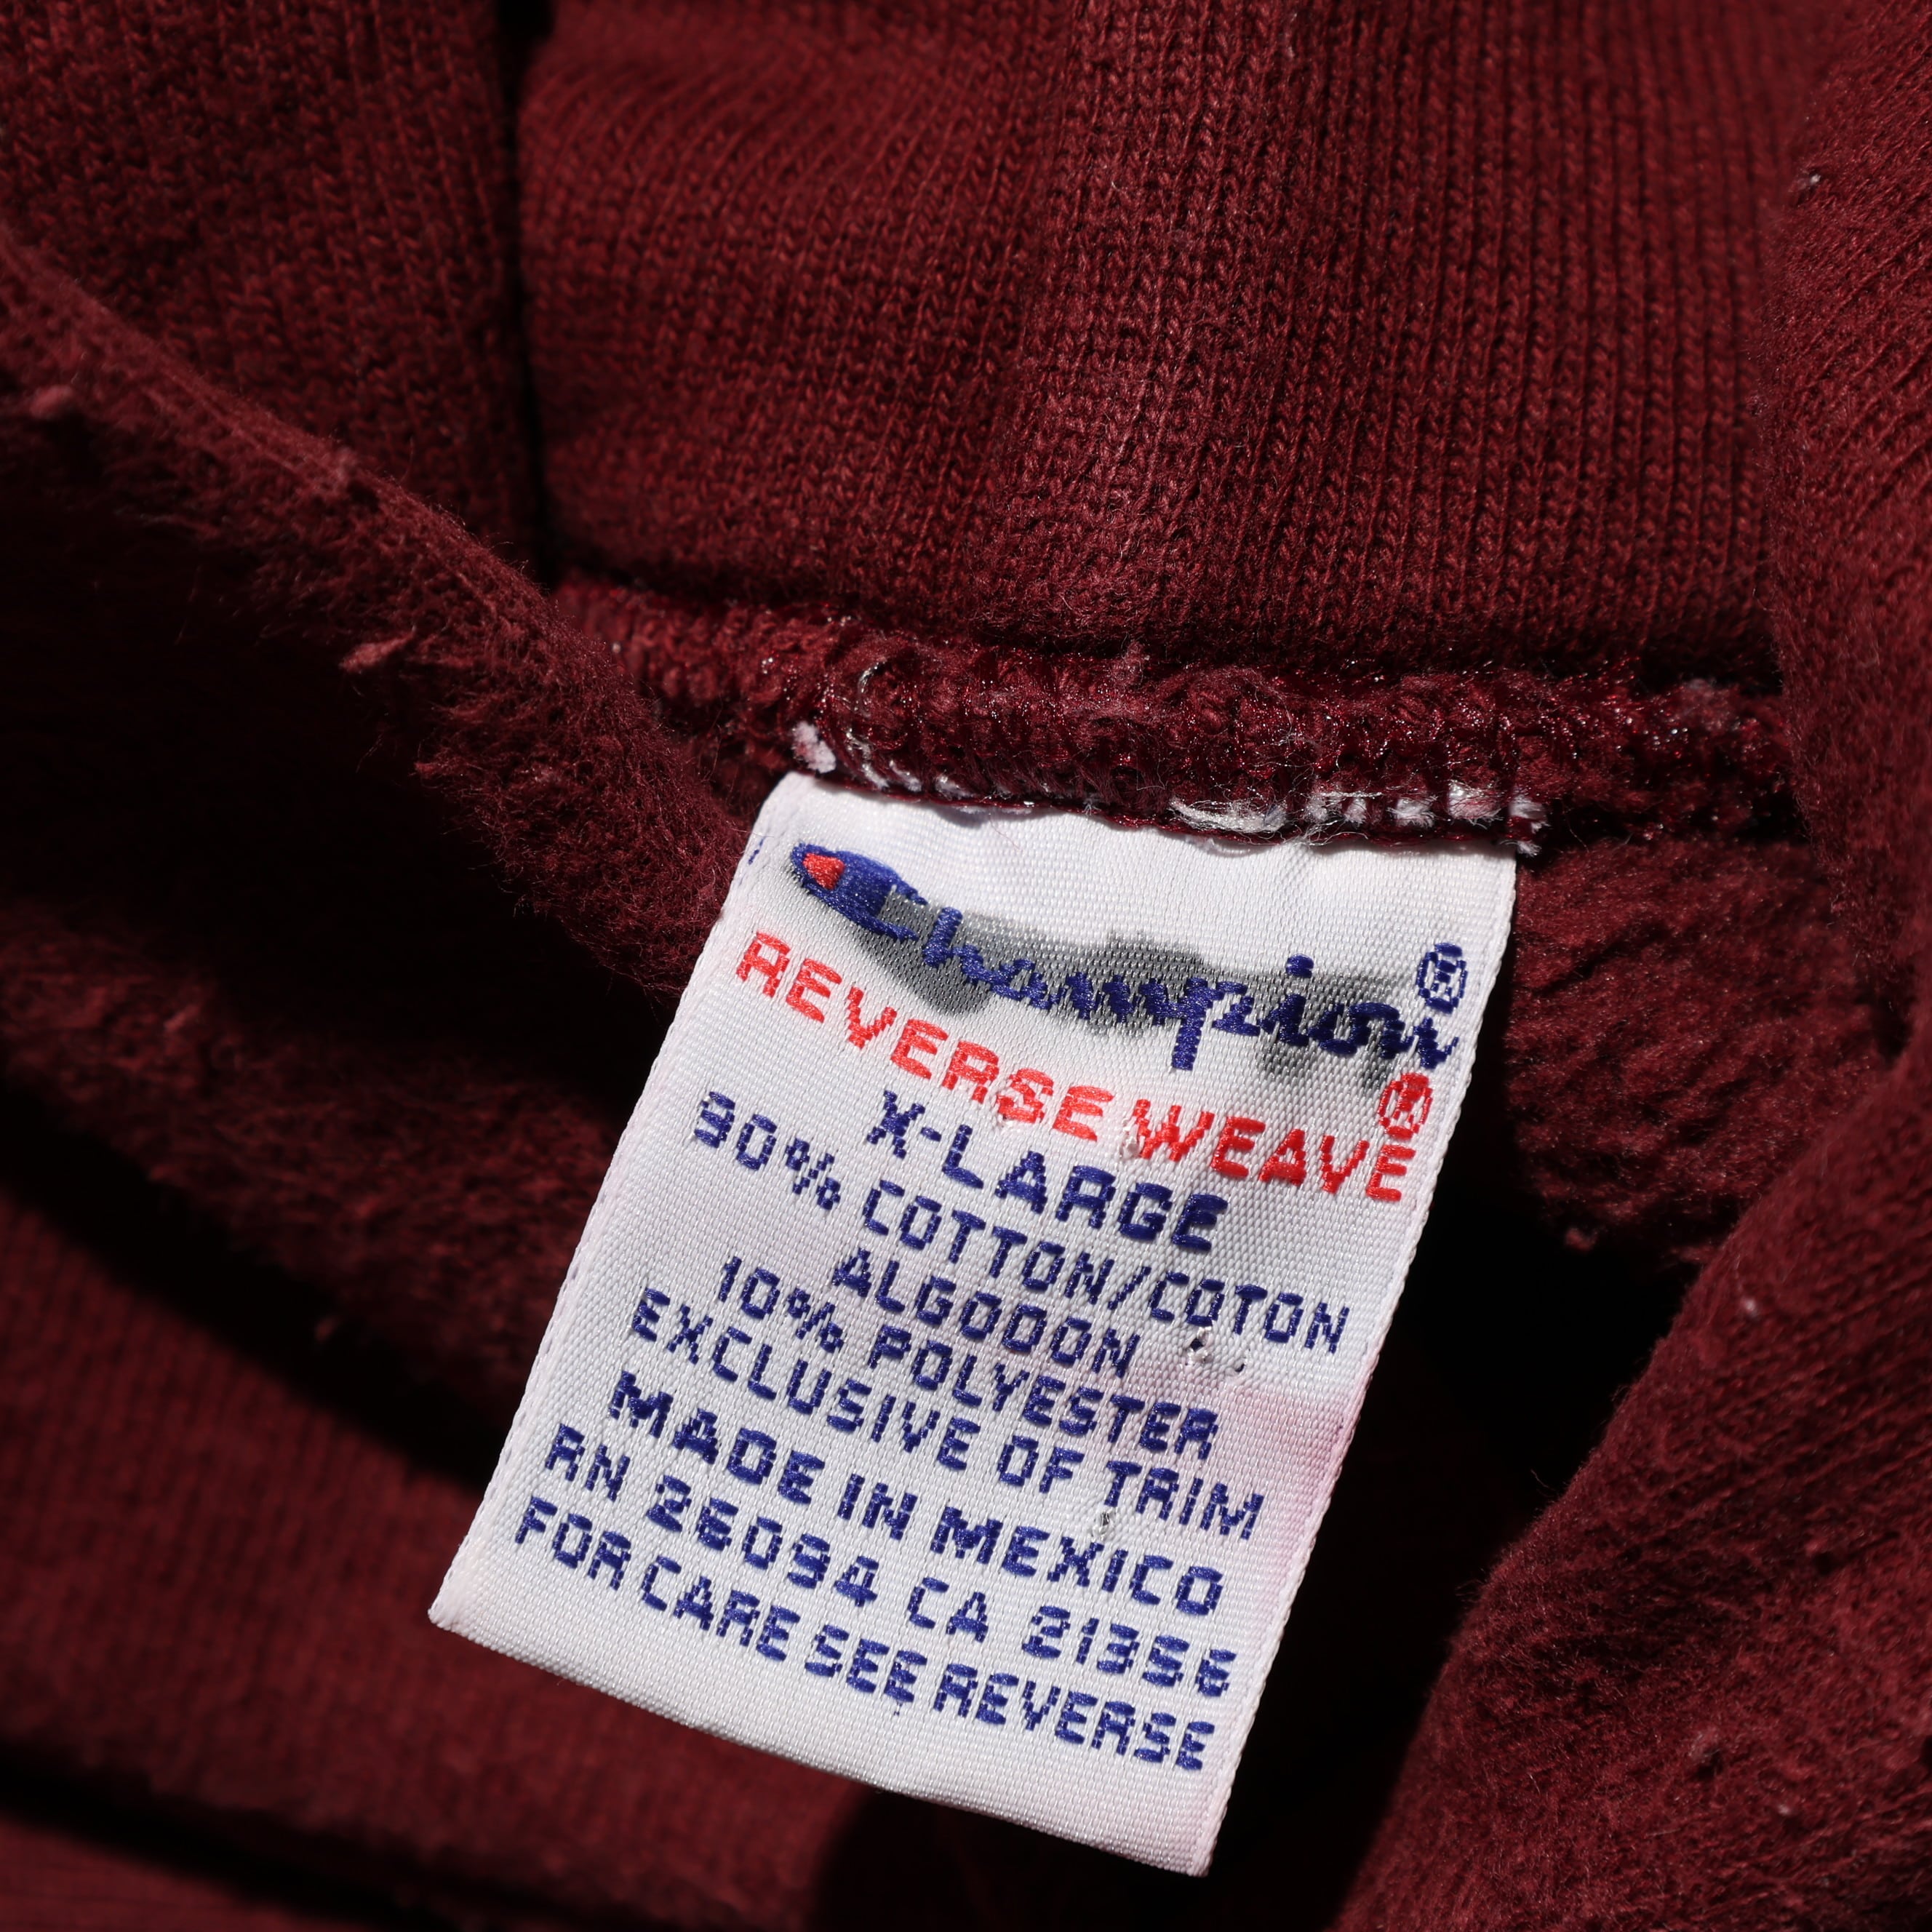 Champion®
REVERSE WEAVE®
X-LARGE
90% COTTON/COTON
ALGODON
10% POLYESTER
EXCLUSIVE OF TRIM
MADE IN MEXICO
RN 26094 CA 21356
FOR CARE SEE REVERSE